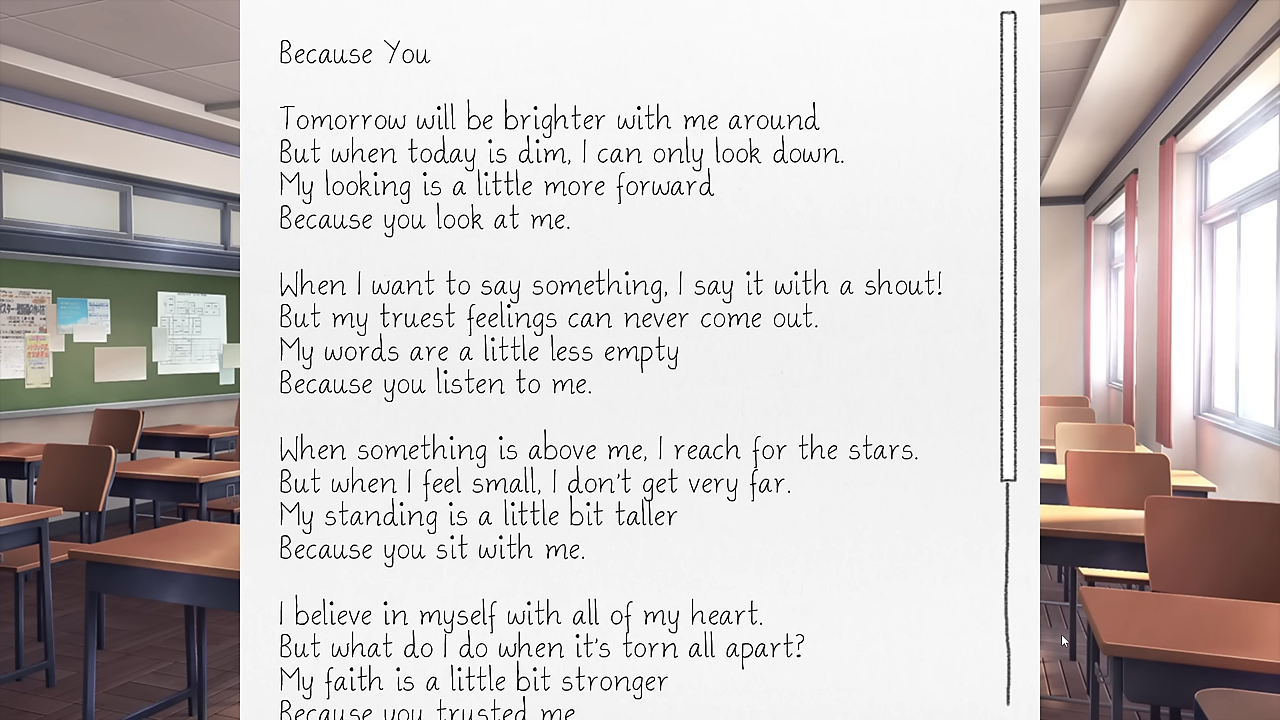 Because You
Tomorrow will be brighter with me around
But when today is dim, I can only look down.
My looking is a little more forward
Because you look at me.
When I want to say something, I say it with a shout!
But my truest feelings can never come out.
My words are a little less empty
Because you listen to me.
When something is above me, I reach for the stars.
But when I feel small, I don't get very far.
My standing is a little bit taller
Because you sit with me.
I believe in myself with all of my heart.
But what do I do when it's torn all apart?
My faith is a little bit stronger
Because you trusted me